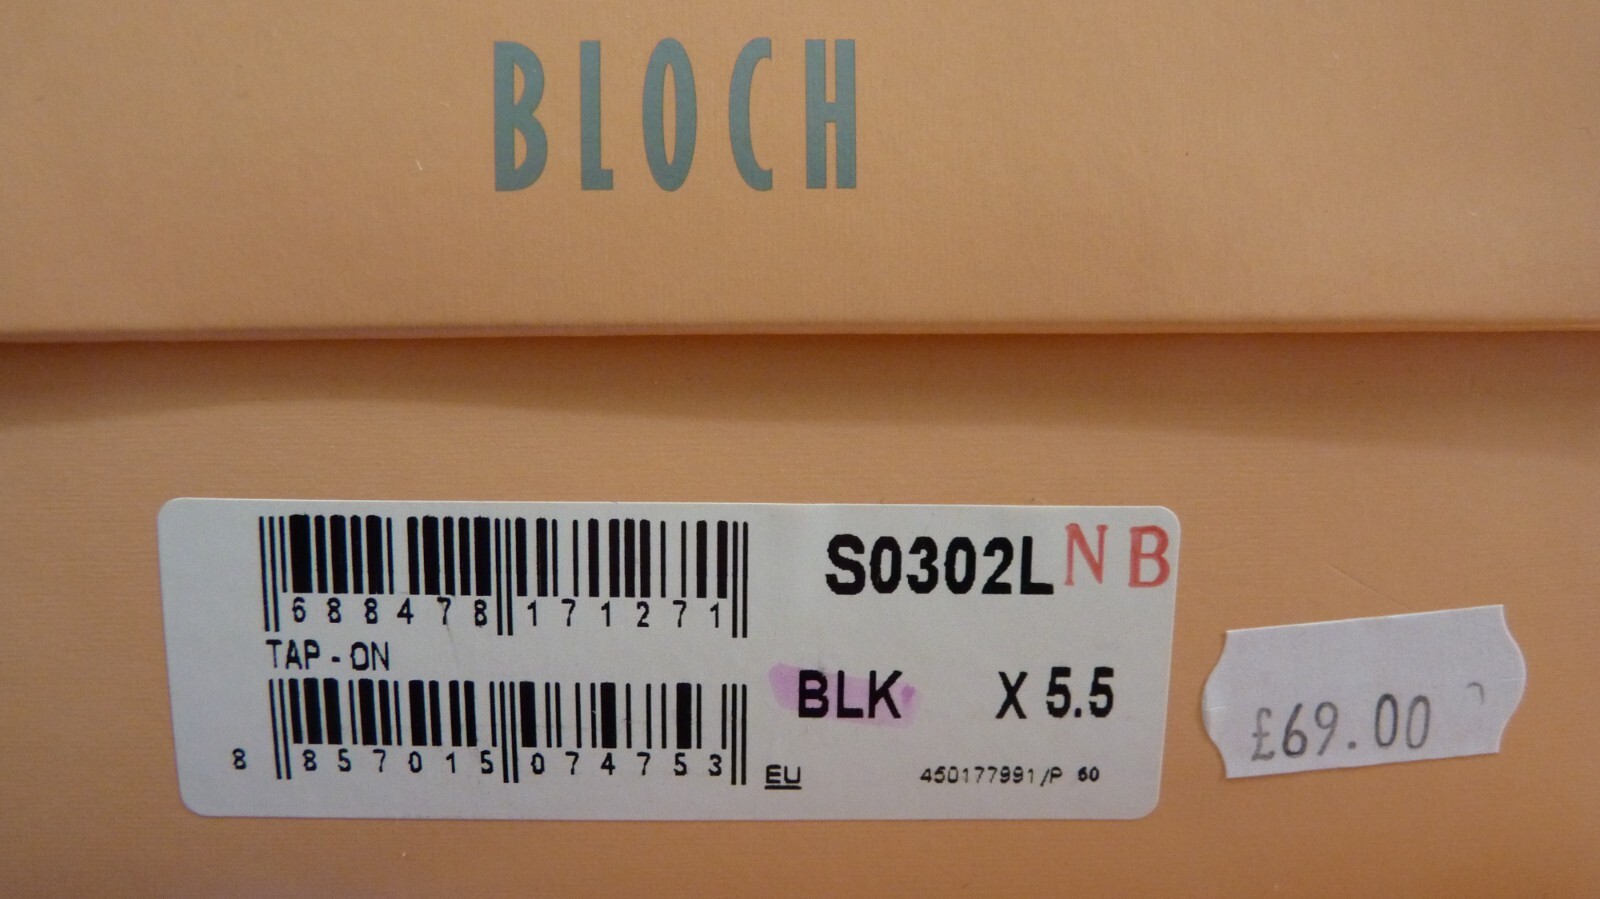 BLOCH
S0302L NB
688478 171271
TAP-ON
BLK X 5.5
8 857015 074753
EU 450177991/P 60
£69.00